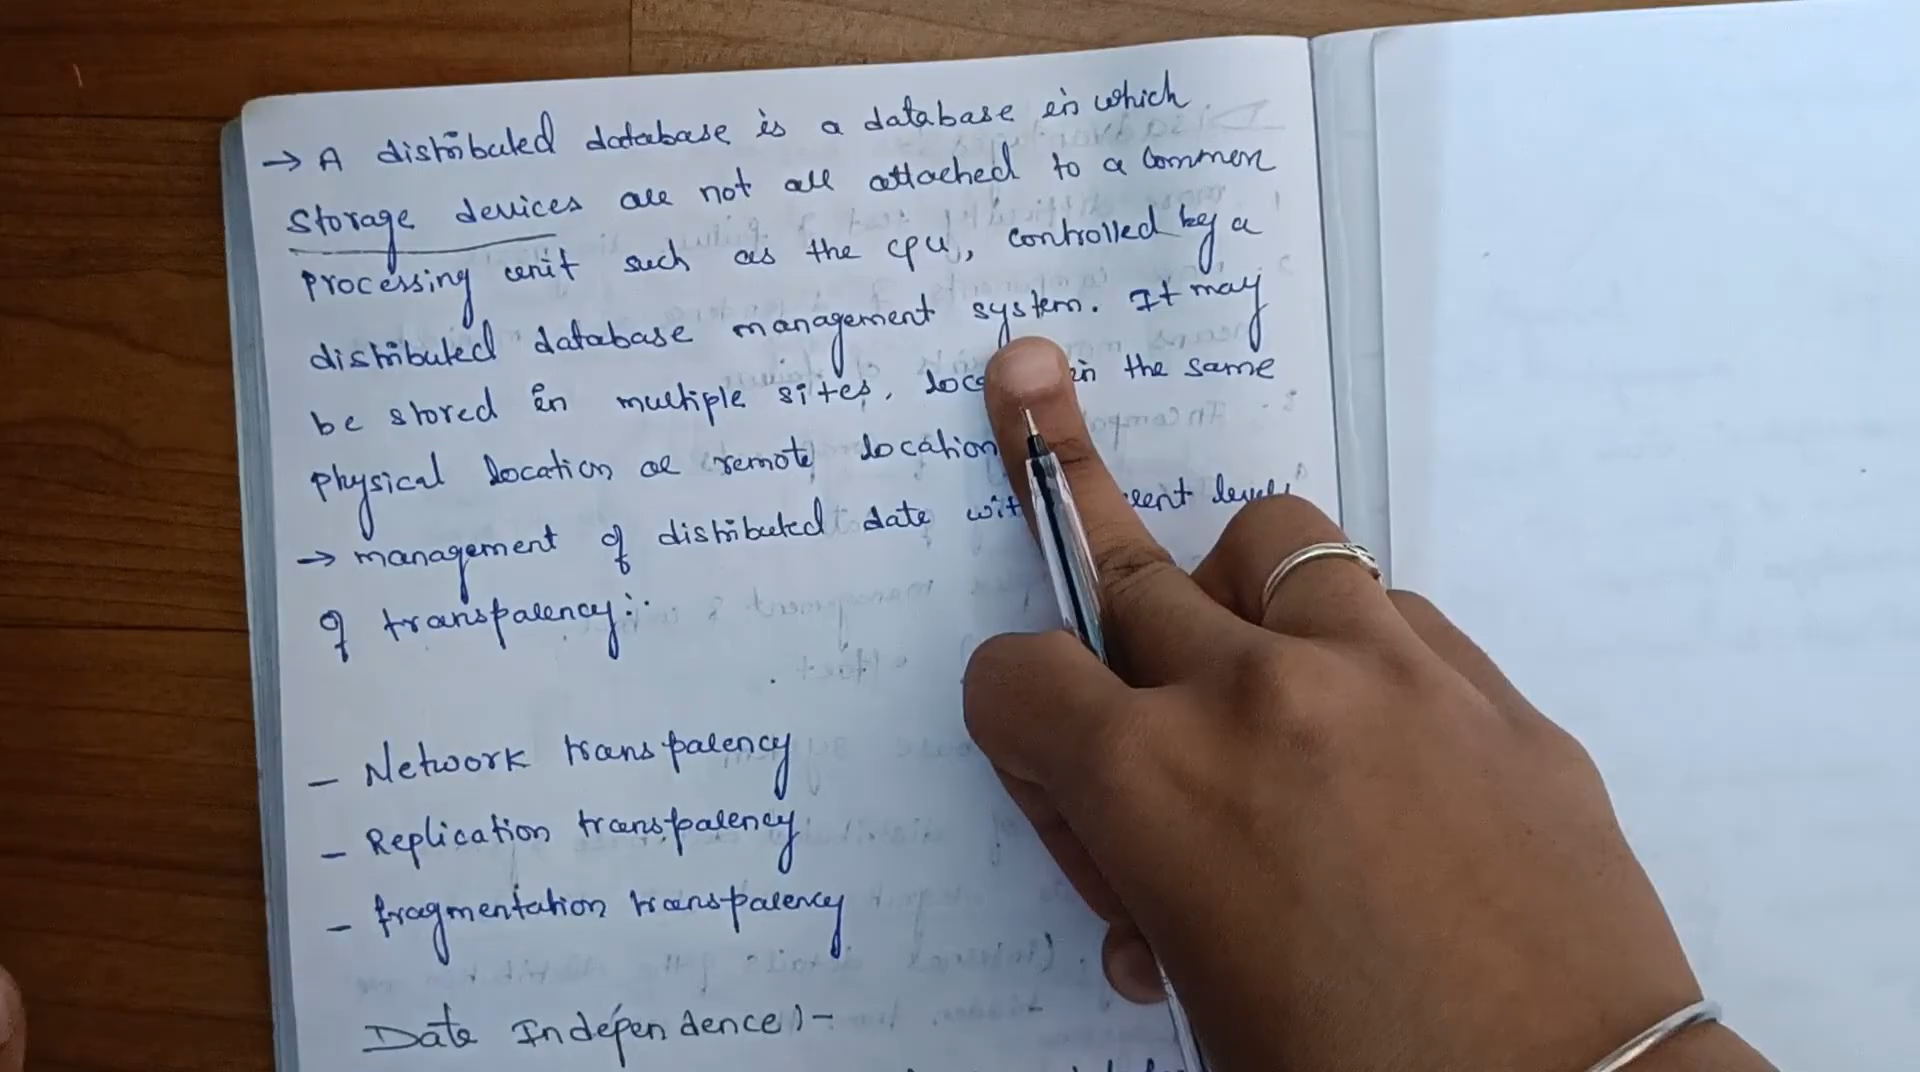 → A distributed database is a database in which
storage devices are not all attached to a common
processing unit such as the cpu, controlled by a
distributed database management system. It may
be stored in multiple sites, in the same
physical location or remote location
→ management of distributed date levels
of transparency:
- Network transparency
- Replication transparency
- fragmentation transparency
Date Independence:-